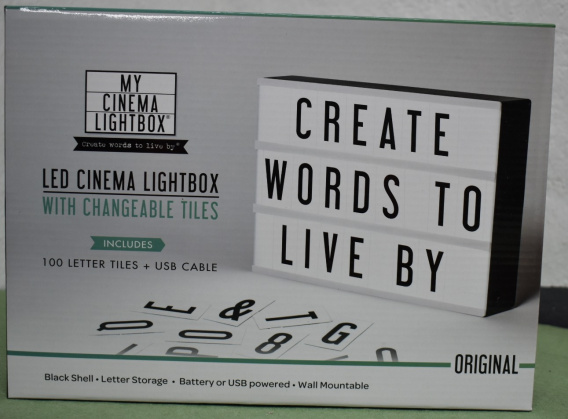 MY
CINEMA
LIGHTBOX®
Create words to live by®
LED CINEMA LIGHTBOX
WITH CHANGEABLE TILES
INCLUDES
100 LETTER TILES + USB CABLE
CREATE
WORDS TO
LIVE BY
E & T G
Q O 8
ORIGINAL
Black Shell • Letter Storage • Battery or USB powered • Wall Mountable